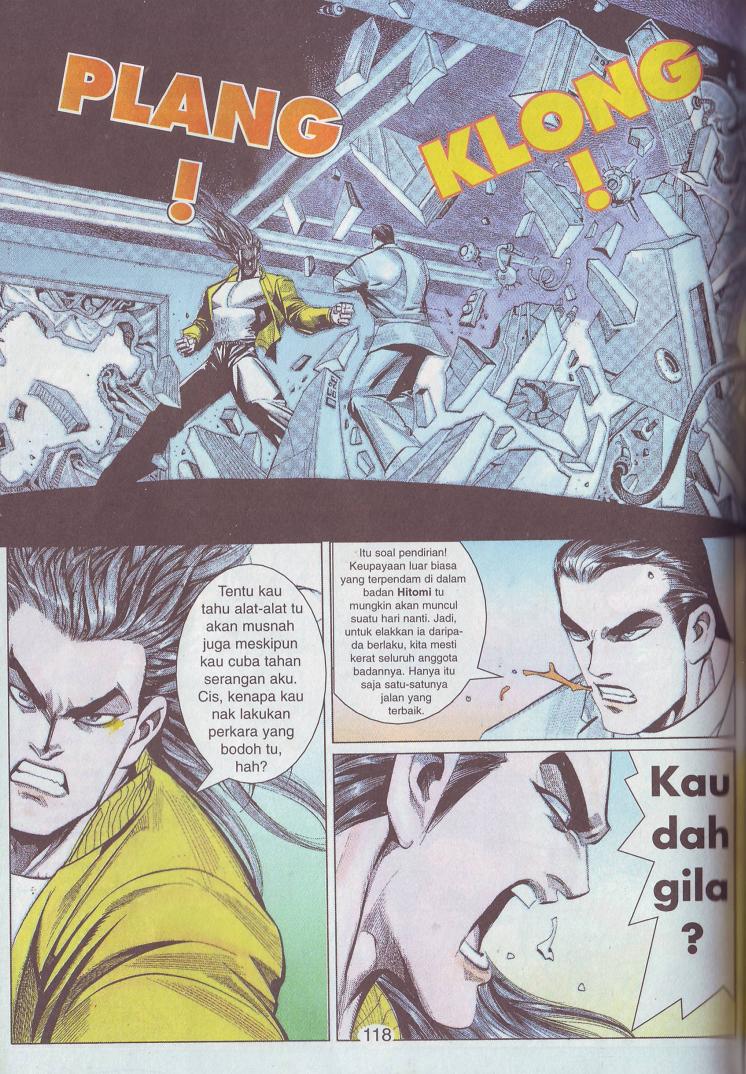 PLANG
!
KLONG
!
Tentu kau
tahu alat-alat tu
akan musnah
juga meskipun
kau cuba tahan
serangan aku.
Cis, kenapa kau
nak lakukan
perkara yang
bodoh tu,
hah?
Itu soal pendirian!
Keupayaan luar biasa
yang terpendam di dalam
badan Hitomi tu
mungkin akan muncul
suatu hari nanti. Jadi,
untuk elakkan ia daripa-
da berlaku, kita mesti
kerat seluruh anggota
badannya. Hanya itu
saja satu-satunya
jalan yang
terbaik.
Kau
dah
gila
?
118